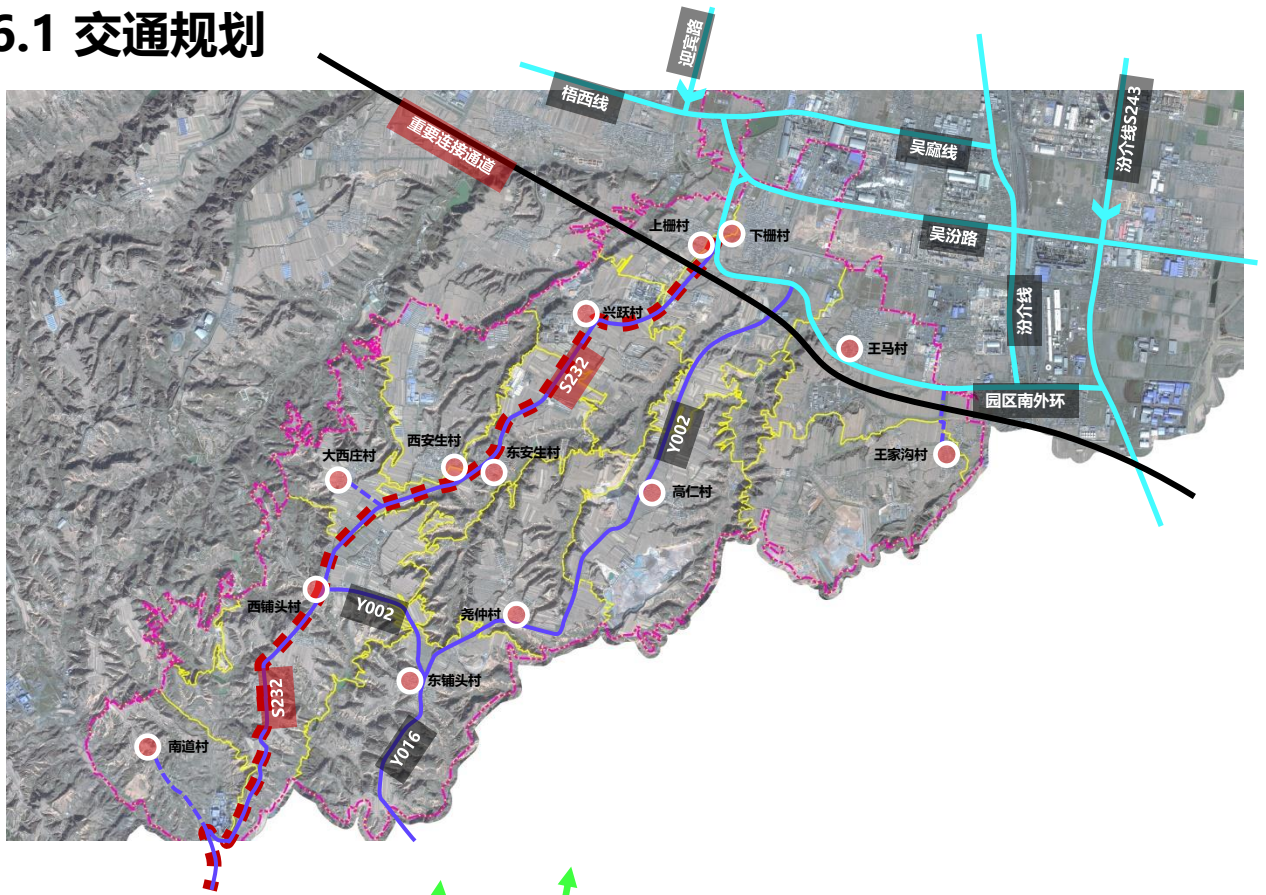 6.1 交通规划
迎宾路
梧西线
汾介线S243
重要连接通道
吴窳线
上栅村
下栅村
吴汾路
兴跃村
汾介线
王马村
S232
园区南外环
Y002
西安生村
东安生村
大西庄村
王家沟村
高仁村
西铺头村
Y002
尧仲村
东铺头村
S232
南道村
Y016